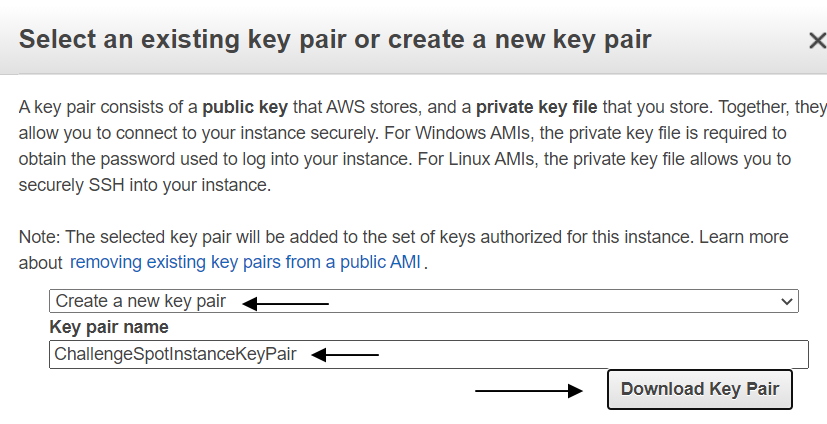 Select an existing key pair or create a new key pair
A key pair consists of a public key that AWS stores, and a private key file that you store. Together, they
allow you to connect to your instance securely. For Windows AMIs, the private key file is required to
obtain the password used to log into your instance. For Linux AMIs, the private key file allows you to
securely SSH into your instance.
Note: The selected key pair will be added to the set of keys authorized for this instance. Learn more
about removing existing key pairs from a public AMI .
Create a new key pair
Key pair name
ChallengeSpotInstanceKeyPair
Download Key Pair